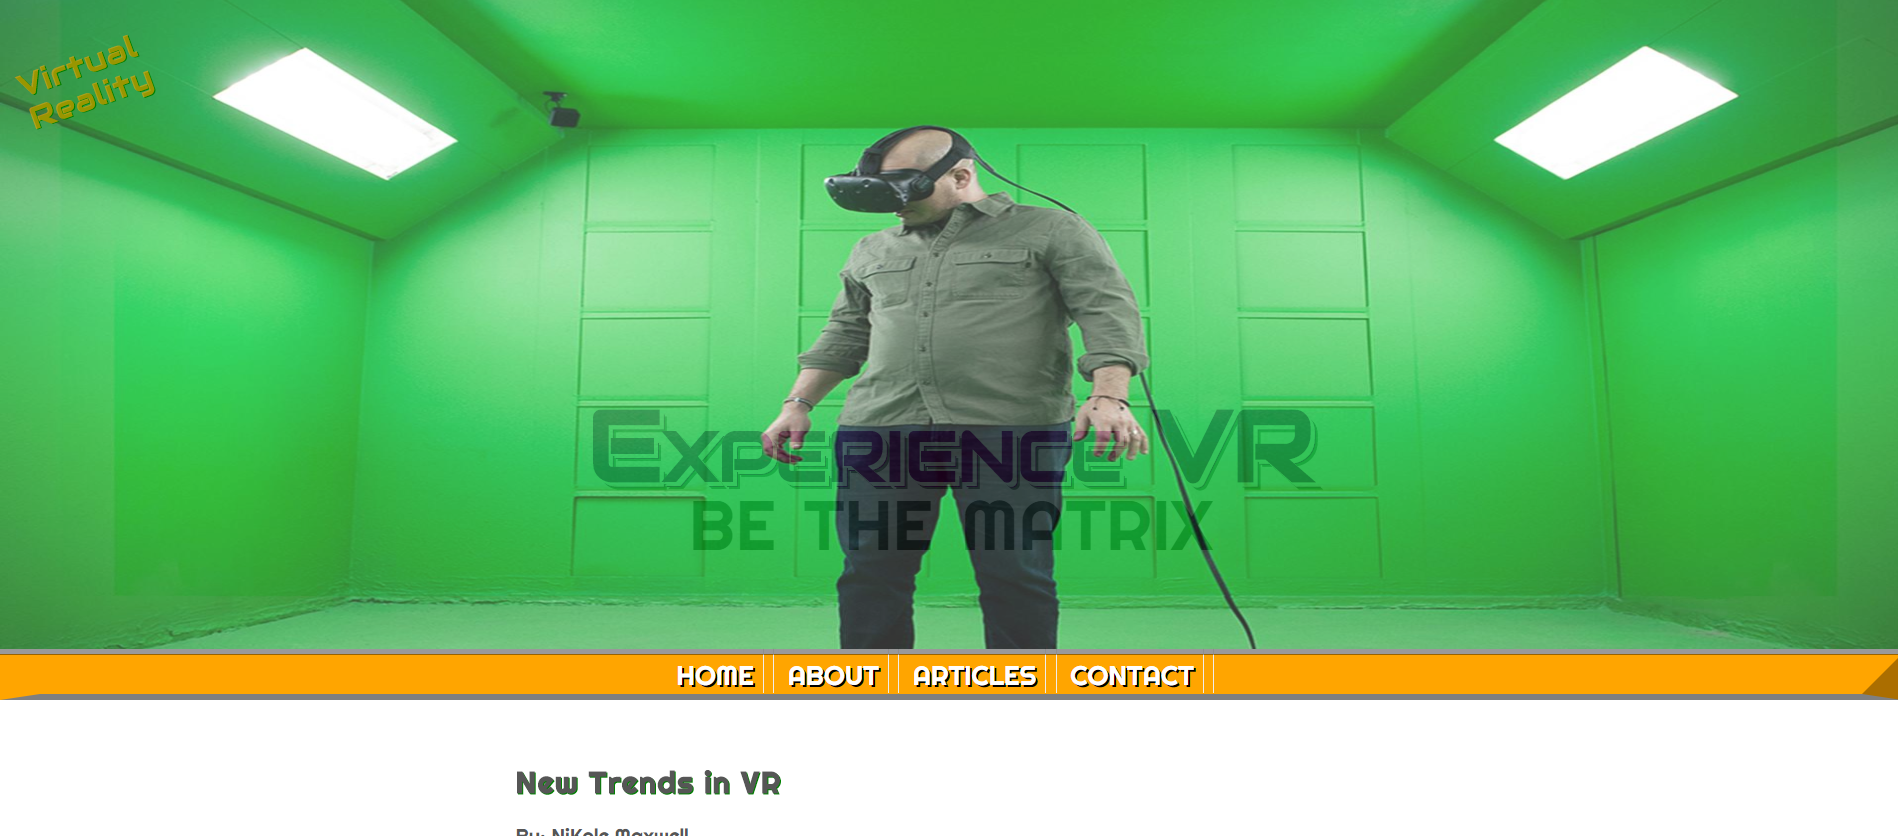 Virtual
Reality
Experience VR
BE THE MATRIX
HOME ABOUT ARTICLES CONTACT
New Trends in VR
By: NiKole Maxwell